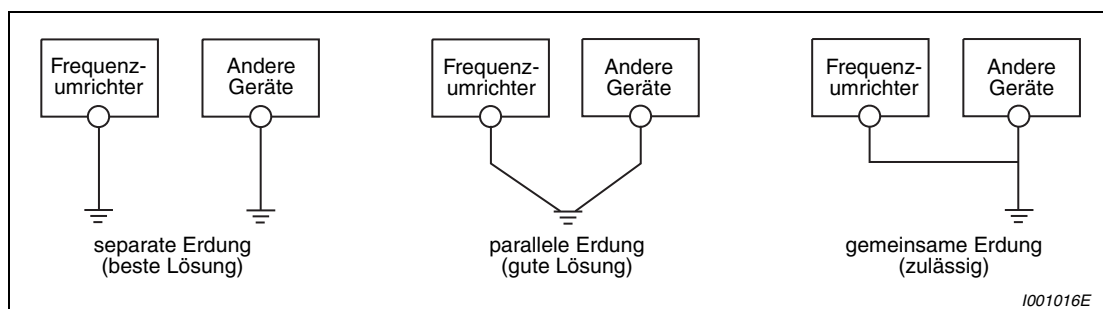 Frequenz-
umrichter
Andere
Geräte
separate Erdung
(beste Lösung)
Frequenz-
umrichter
Andere
Geräte
parallele Erdung
(gute Lösung)
Frequenz-
umrichter
Andere
Geräte
gemeinsame Erdung
(zulässig)
I001016E